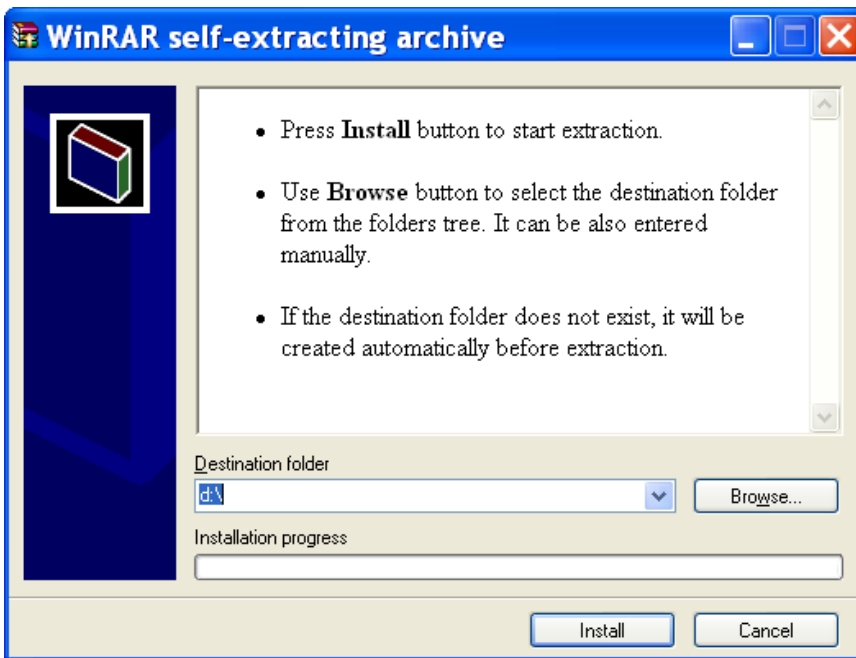 WinRAR self-extracting archive
• Press Install button to start extraction.
• Use Browse button to select the destination folder
from the folders tree. It can be also entered
manually.
• If the destination folder does not exist, it will be
created automatically before extraction.
Destination folder
d:\
Browse...
Installation progress
Install
Cancel